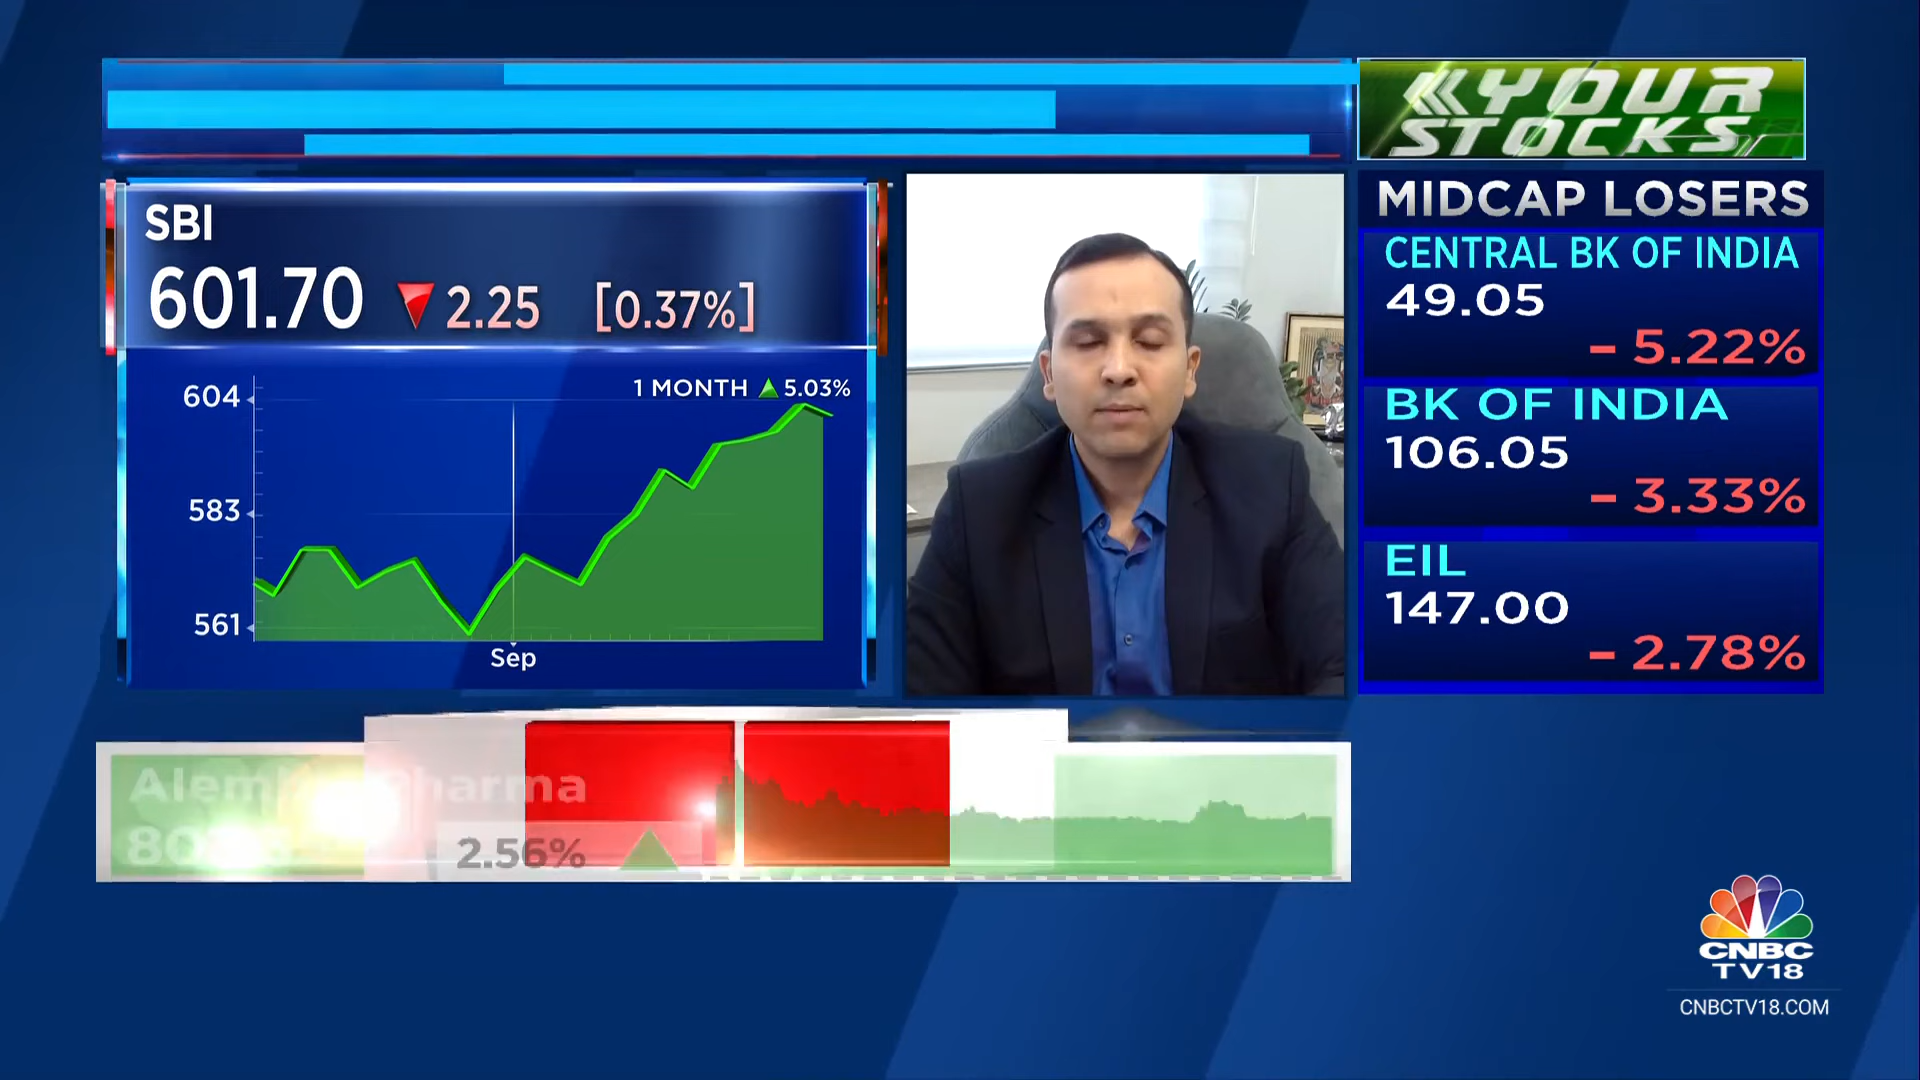 YOUR
STOCKS
SBI
601.70 ▼ 2.25 [0.37%]
1 MONTH ▲ 5.03%
604
583
561
Sep
MIDCAP LOSERS
CENTRAL BK OF INDIA
49.05
- 5.22%
BK OF INDIA
106.05
- 3.33%
EIL
147.00
- 2.78%
Pharma
2.56%
CNBC
TV18
CNBCTV18.COM